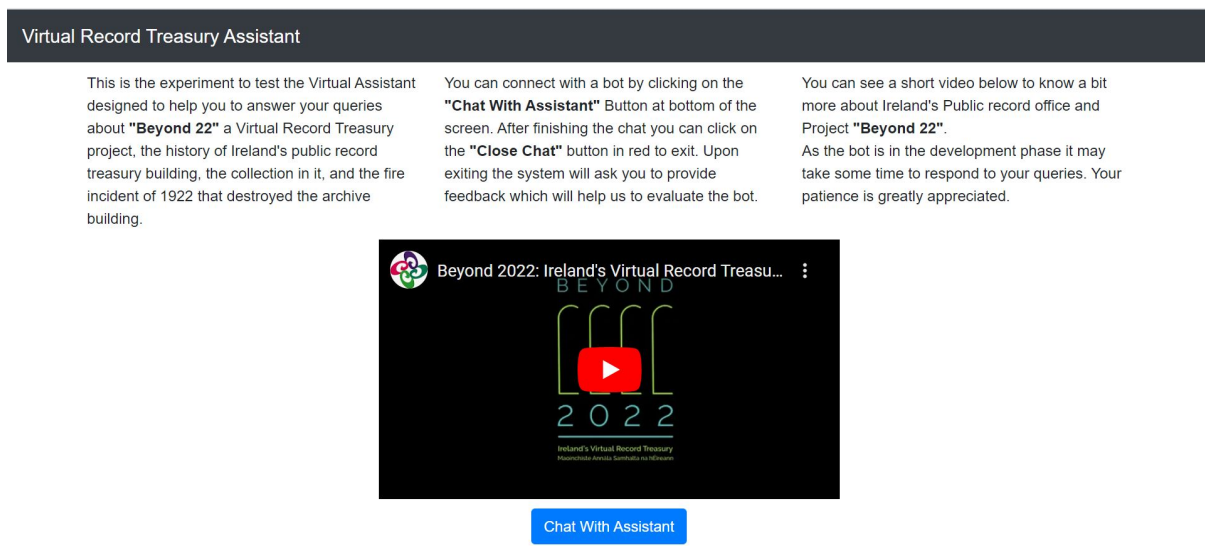 Virtual Record Treasury Assistant
This is the experiment to test the Virtual Assistant
designed to help you to answer your queries
about "Beyond 22" a Virtual Record Treasury
project, the history of Ireland's public record
treasury building, the collection in it, and the fire
incident of 1922 that destroyed the archive
building.
You can connect with a bot by clicking on the
"Chat With Assistant" Button at bottom of the
screen. After finishing the chat you can click on
the "Close Chat" button in red to exit. Upon
exiting the system will ask you to provide
feedback which will help us to evaluate the bot.
You can see a short video below to know a bit
more about Ireland's Public record office and
Project "Beyond 22".
As the bot is in the development phase it may
take some time to respond to your queries. Your
patience is greatly appreciated.
Beyond 2022: Ireland's Virtual Record Treasu...
BEYOND
2022
Ireland's Virtual Record Treasury
Maoinchiste Annála Samhalta na hÉireann
Chat With Assistant